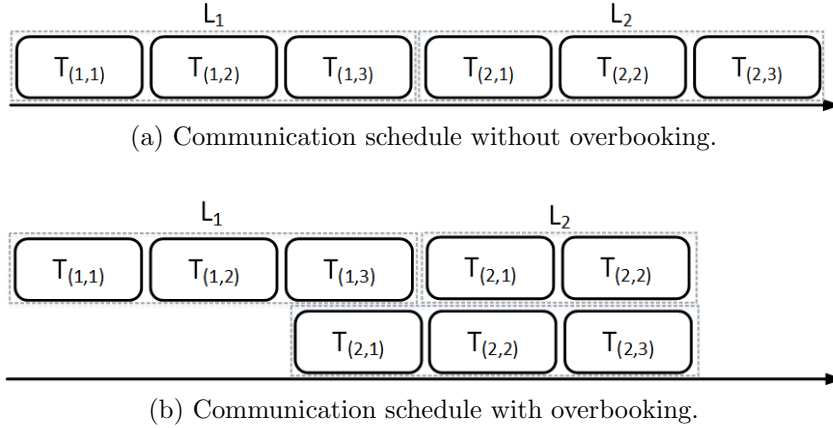 L₁ L₂
T₍₁,₁₎ T₍₁,₂₎ T₍₁,₃₎ T₍₂,₁₎ T₍₂,₂₎ T₍₂,₃₎
(a) Communication schedule without overbooking.
L₁ L₂
T₍₁,₁₎ T₍₁,₂₎ T₍₁,₃₎ T₍₂,₁₎ T₍₂,₂₎
T₍₂,₁₎ T₍₂,₂₎ T₍₂,₃₎
(b) Communication schedule with overbooking.